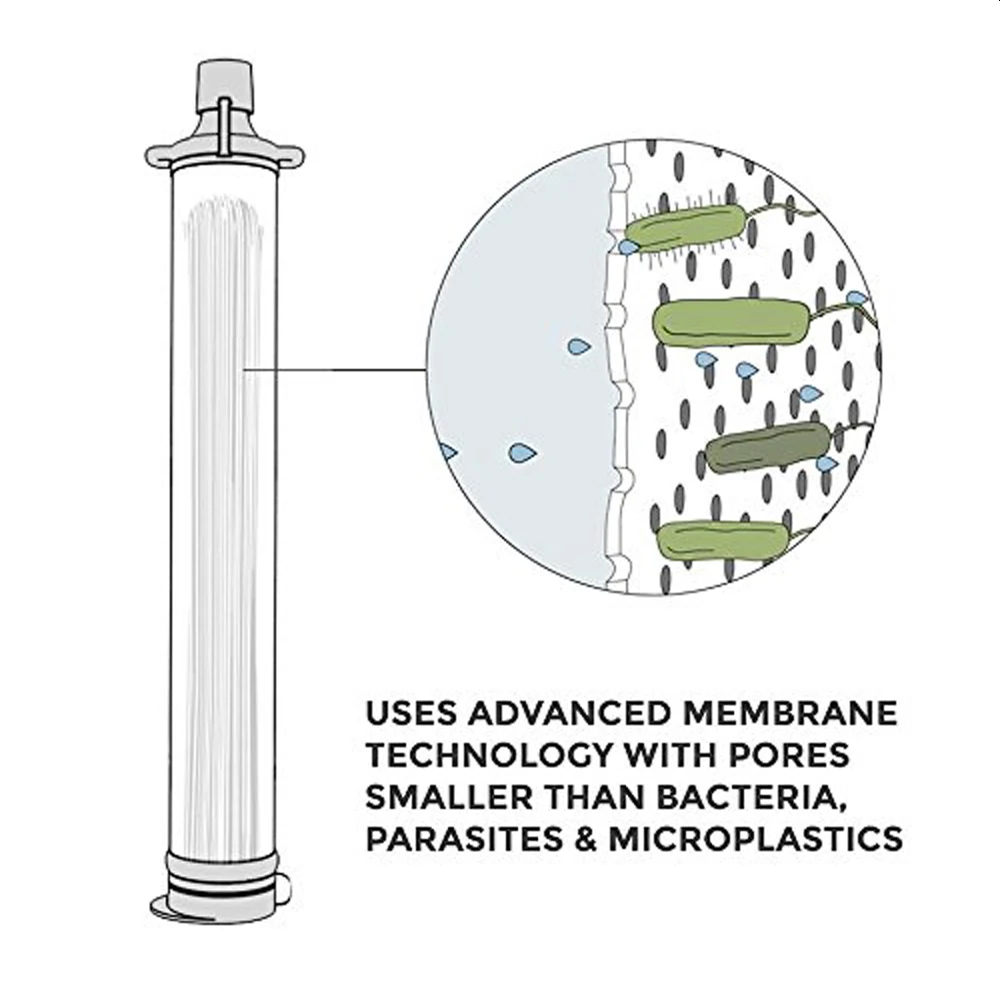 USES ADVANCED MEMBRANE
TECHNOLOGY WITH PORES
SMALLER THAN BACTERIA,
PARASITES & MICROPLASTICS